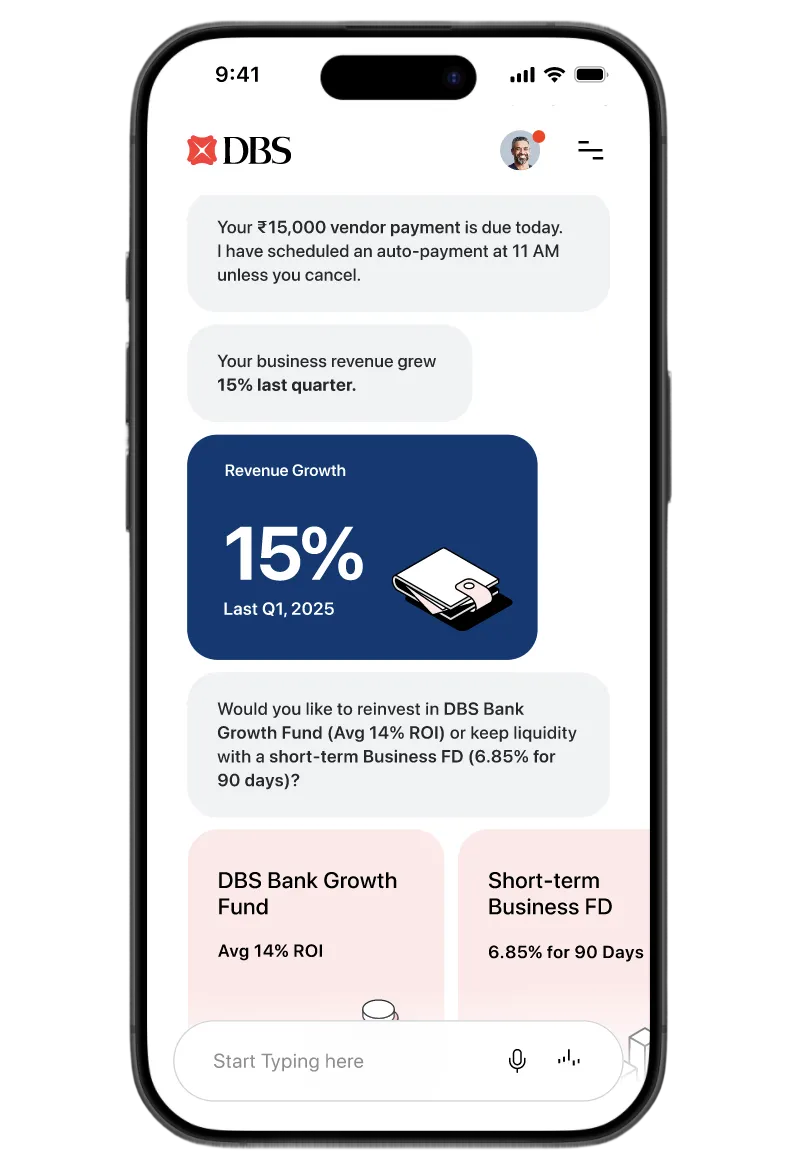 9:41
DBS
Your ₹15,000 vendor payment is due today.
I have scheduled an auto-payment at 11 AM
unless you cancel.
Your business revenue grew
15% last quarter.
Revenue Growth
15%
Last Q1, 2025
Would you like to reinvest in DBS Bank
Growth Fund (Avg 14% ROI) or keep liquidity
with a short-term Business FD (6.85% for
90 days)?
DBS Bank Growth
Fund
Avg 14% ROI
Short-term
Business FD
6.85% for 90 Days
Start Typing here